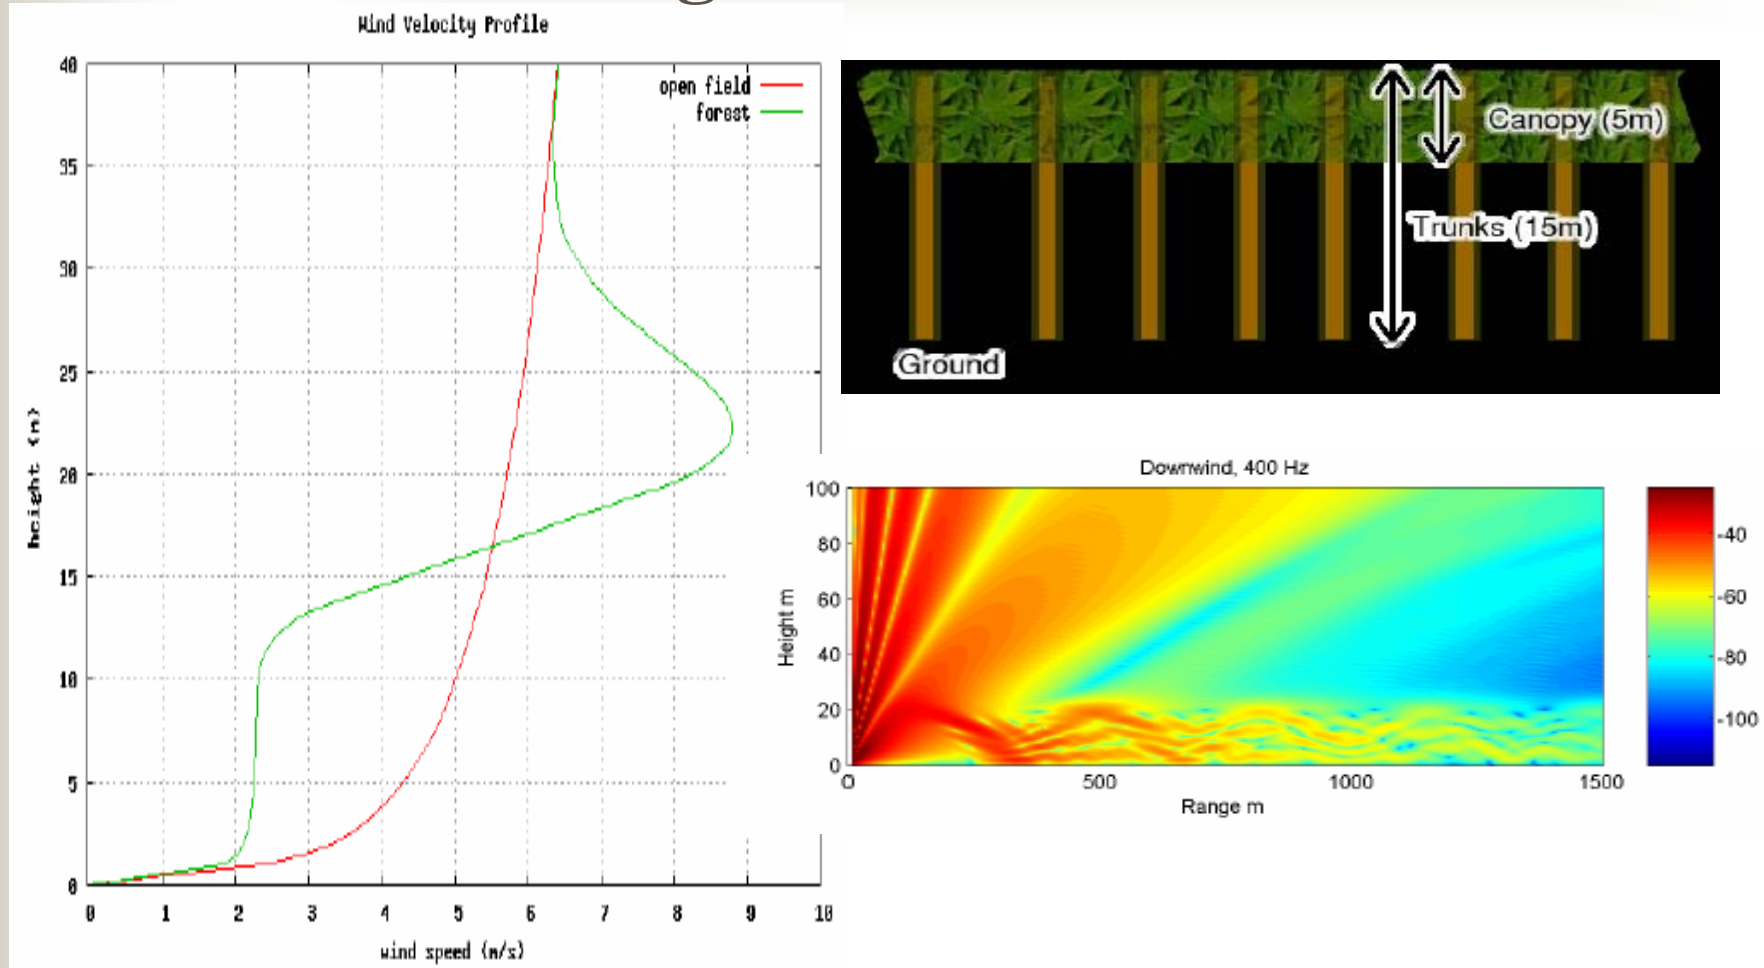 Wind Velocity Profile
open field
forest
40
35
30
25
20
15
10
5
0
height (m)
0 1 2 3 4 5 6 7 8 9 10
wind speed (m/s)
Canopy (5m)
Trunks (15m)
Ground
Downwind, 400 Hz
100
80
60
40
20
0
Height m
0 500 1000 1500
Range m
-40
-60
-80
-100